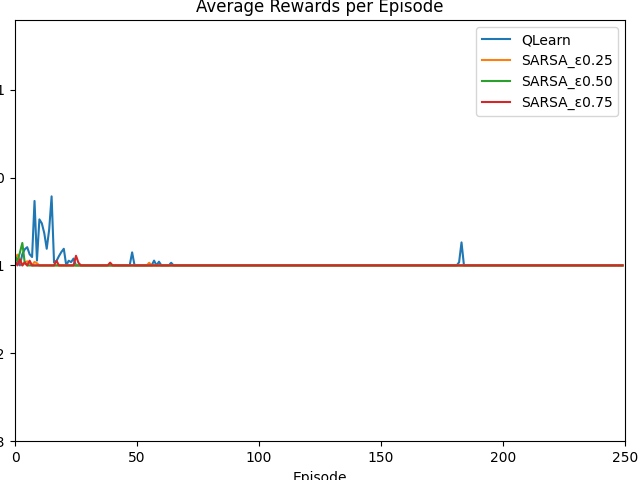 Average Rewards per Episode
QLearn
SARSA_ε0.25
SARSA_ε0.50
SARSA_ε0.75
1
0
1
2
3
0 50 100 150 200 250
Episode